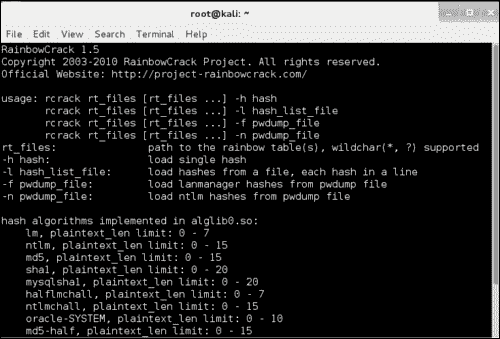 root@kali: ~
File Edit View Search Terminal Help
RainbowCrack 1.5
Copyright 2003-2010 RainbowCrack Project. All rights reserved.
Official Website: http://project-rainbowcrack.com/
usage: rcrack rt_files [rt_files ...] -h hash
rcrack rt_files [rt_files ...] -l hash_list_file
rcrack rt_files [rt_files ...] -f pwdump_file
rcrack rt_files [rt_files ...] -n pwdump_file
rt_files: path to the rainbow table(s), wildchar(*, ?) supported
-h hash: load single hash
-l hash_list_file: load hashes from a file, each hash in a line
-f pwdump_file: load lanmanager hashes from pwdump file
-n pwdump_file: load ntlm hashes from pwdump file
hash algorithms implemented in alglib0.so:
lm, plaintext_len limit: 0 - 7
ntlm, plaintext_len limit: 0 - 15
md5, plaintext_len limit: 0 - 15
sha1, plaintext_len limit: 0 - 20
mysqlsha1, plaintext_len limit: 0 - 20
halflmchall, plaintext_len limit: 0 - 7
ntlmchall, plaintext_len limit: 0 - 15
oracle-SYSTEM, plaintext_len limit: 0 - 10
md5-half, plaintext_len limit: 0 - 15